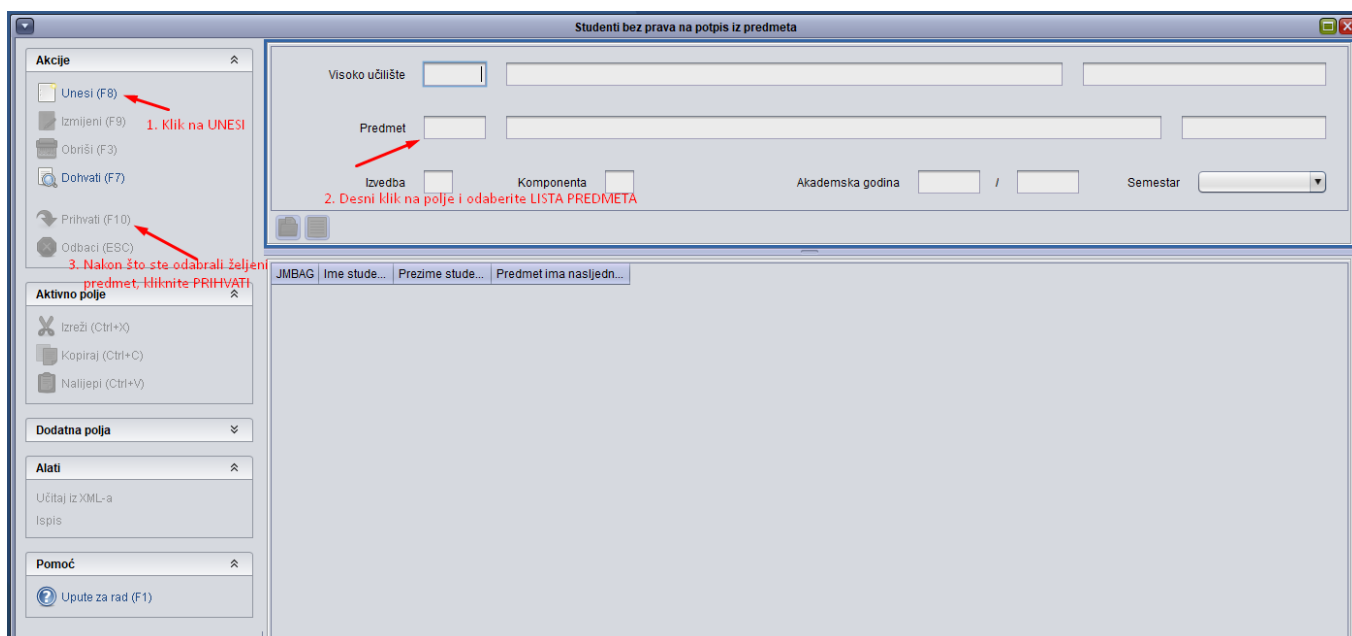 Studenti bez prava na potpis iz predmeta
Akcije
Unesi (F8)
1. Klik na UNESI
Izmijeni (F9)
Obriši (F3)
Dohvati (F7)
Prihvati (F10)
Odbaci (ESC)
3. Nakon što ste odabrali željeni
predmet, kliknite PRIHVATI
Aktivno polje
Izreži (Ctrl+X)
Kopiraj (Ctrl+C)
Nalijepi (Ctrl+V)
Dodatna polja
Alati
Učitaj iz XML-a
Ispis
Pomoć
Upute za rad (F1)
Visoko učilište
Predmet
Izvedba Komponenta Akademska godina / Semestar
2. Desni klik na polje i odaberite LISTA PREDMETA
JMBAG Ime stude... Prezime stude... Predmet ima nasljedn...